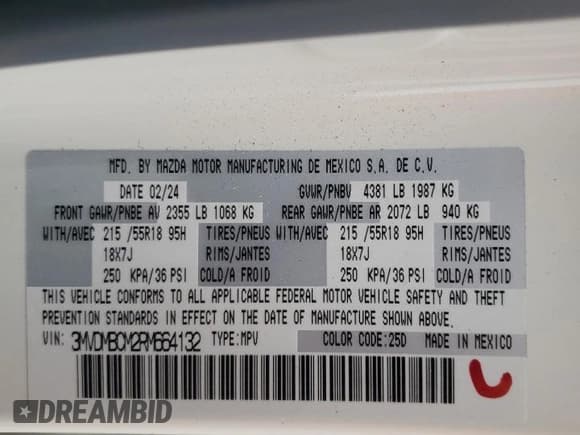 MFD. BY MAZDA MOTOR MANUFACTURING DE MEXICO S.A. DE C.V.
DATE 02/24 GVWR/PNBV 4381 LB 1987 KG
FRONT GAWR/PNBE AV 2355 LB 1068 KG REAR GAWR/PNBE AR 2072 LB 940 KG
WITH/AVEC 215 /55R18 95H TIRES/PNEUS WITH/AVEC 215 /55R18 95H TIRES/PNEUS
18X7J RIMS/JANTES 18X7J RIMS/JANTES
250 KPA/36 PSI COLD/A FROID 250 KPA/36 PSI COLD/A FROID
THIS VEHICLE CONFORMS TO ALL APPLICABLE FEDERAL MOTOR VEHICLE SAFETY AND THEFT
PREVENTION STANDARDS IN EFFECT ON THE DATE OF MANUFACTURE SHOWN ABOVE.
VIN: 3MVDMBCM2RM664132 TYPE:MPV COLOR CODE:25D MADE IN MEXICO
DREAMBID